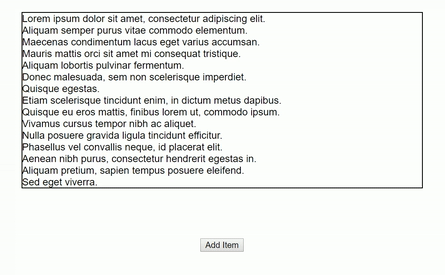 Lorem ipsum dolor sit amet, consectetur adipiscing elit.
Aliquam semper purus vitae commodo elementum.
Maecenas condimentum lacus eget varius accumsan.
Mauris mattis orci sit amet mi consequat tristique.
Aliquam lobortis pulvinar fermentum.
Donec malesuada, sem non scelerisque imperdiet.
Quisque egestas.
Etiam scelerisque tincidunt enim, in dictum metus dapibus.
Quisque eu eros mattis, finibus lorem ut, commodo ipsum.
Vivamus cursus tempor nibh ac aliquet.
Nulla posuere gravida ligula tincidunt efficitur.
Phasellus vel convallis neque, id placerat elit.
Aenean nibh purus, consectetur hendrerit egestas in.
Aliquam pretium, sapien tempus posuere eleifend.
Sed eget viverra.
Add Item